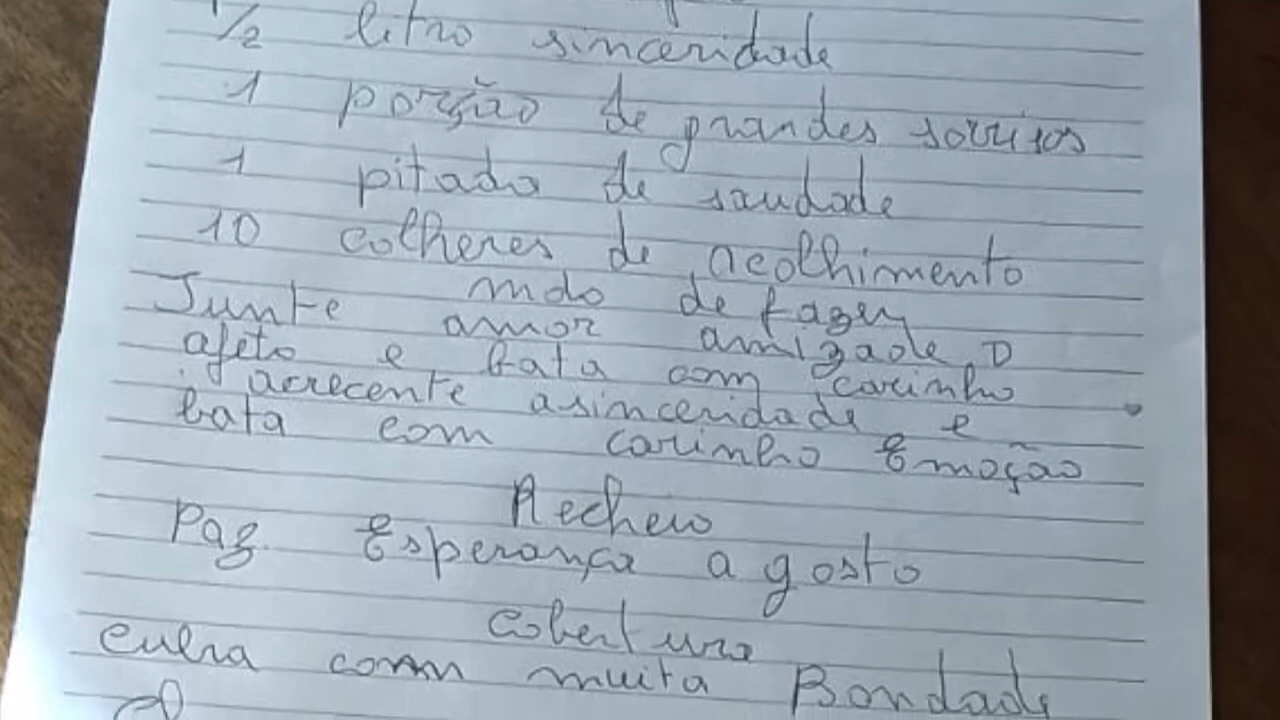 1/2 litro sinceridade
1 porção de grandes sorrisos
1 pitada de saudade
10 colheres de acolhimento
mdo de fazer
Junte amor amizade, o
afeto e bata com carinho
acrecente a sinceridade e
bata com carinho Emoção
Recheio
Paz. Esperança a gosto
cobertura
cubra comm muita Bondade